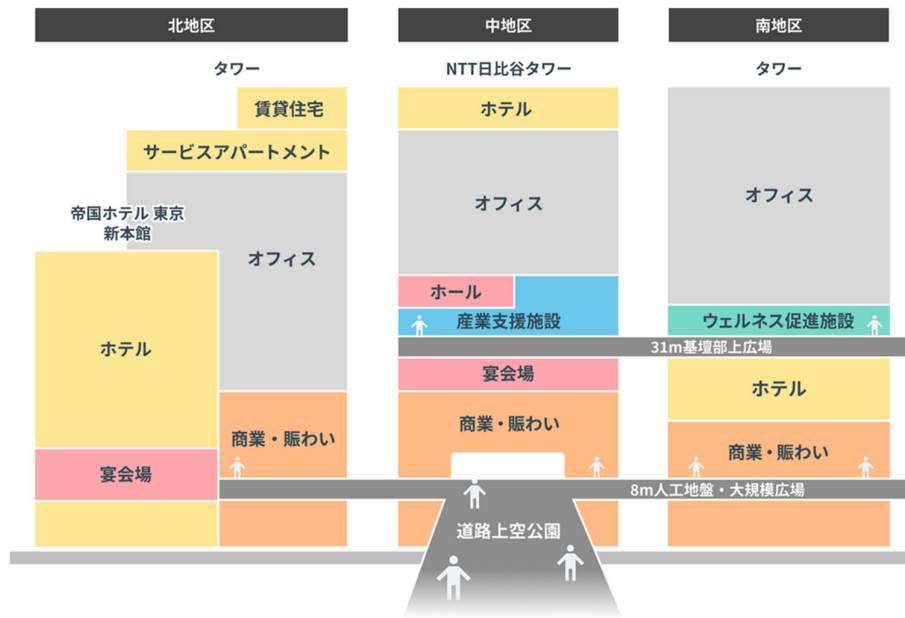 北地区
中地区
南地区
タワー
NTT日比谷タワー
タワー
賃貸住宅
サービスアパートメント
帝国ホテル 東京
新本館
オフィス
ホテル
宴会場
商業・賑わい
ホテル
オフィス
ホール
産業支援施設
宴会場
商業・賑わい
道路上空公園
オフィス
ウェルネス促進施設
31m基壇部上広場
ホテル
商業・賑わい
8m人工地盤・大規模広場